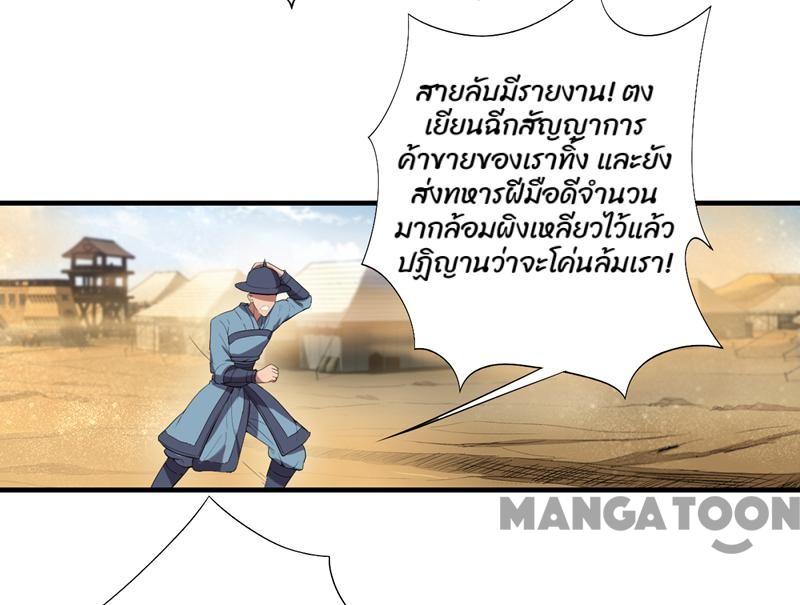 สายลับมีรายงาน! ตง
เยียนฉีกสัญญาการ
ค้าขายของเราทิ้ง และยัง
ส่งทหารฝีมือดีจำนวน
มากล้อมผิงเหลียวไว้แล้ว
ปฏิญานว่าจะโค่นล้มเรา!
MANGATOON